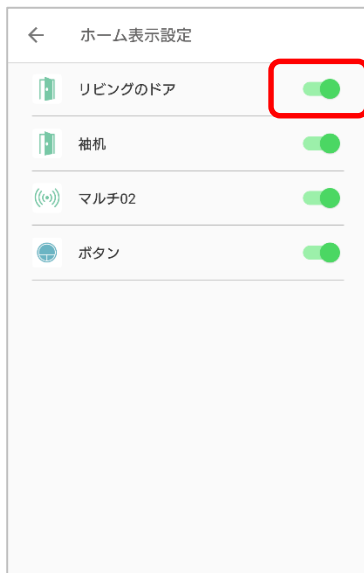 ホーム表示設定
リビングのドア
袖机
マルチ02
ボタン